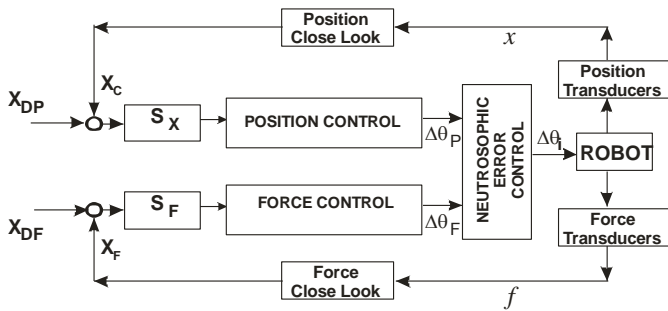 Position
Close Look
x
X_C
Position
Transducers
X_DP
S_X
POSITION CONTROL
Δθ_P
NEUTROSOPHIC
ERROR
CONTROL
Δθ_i
ROBOT
X_DF
S_F
FORCE CONTROL
Δθ_F
X_F
Force
Transducers
Force
Close Look
f